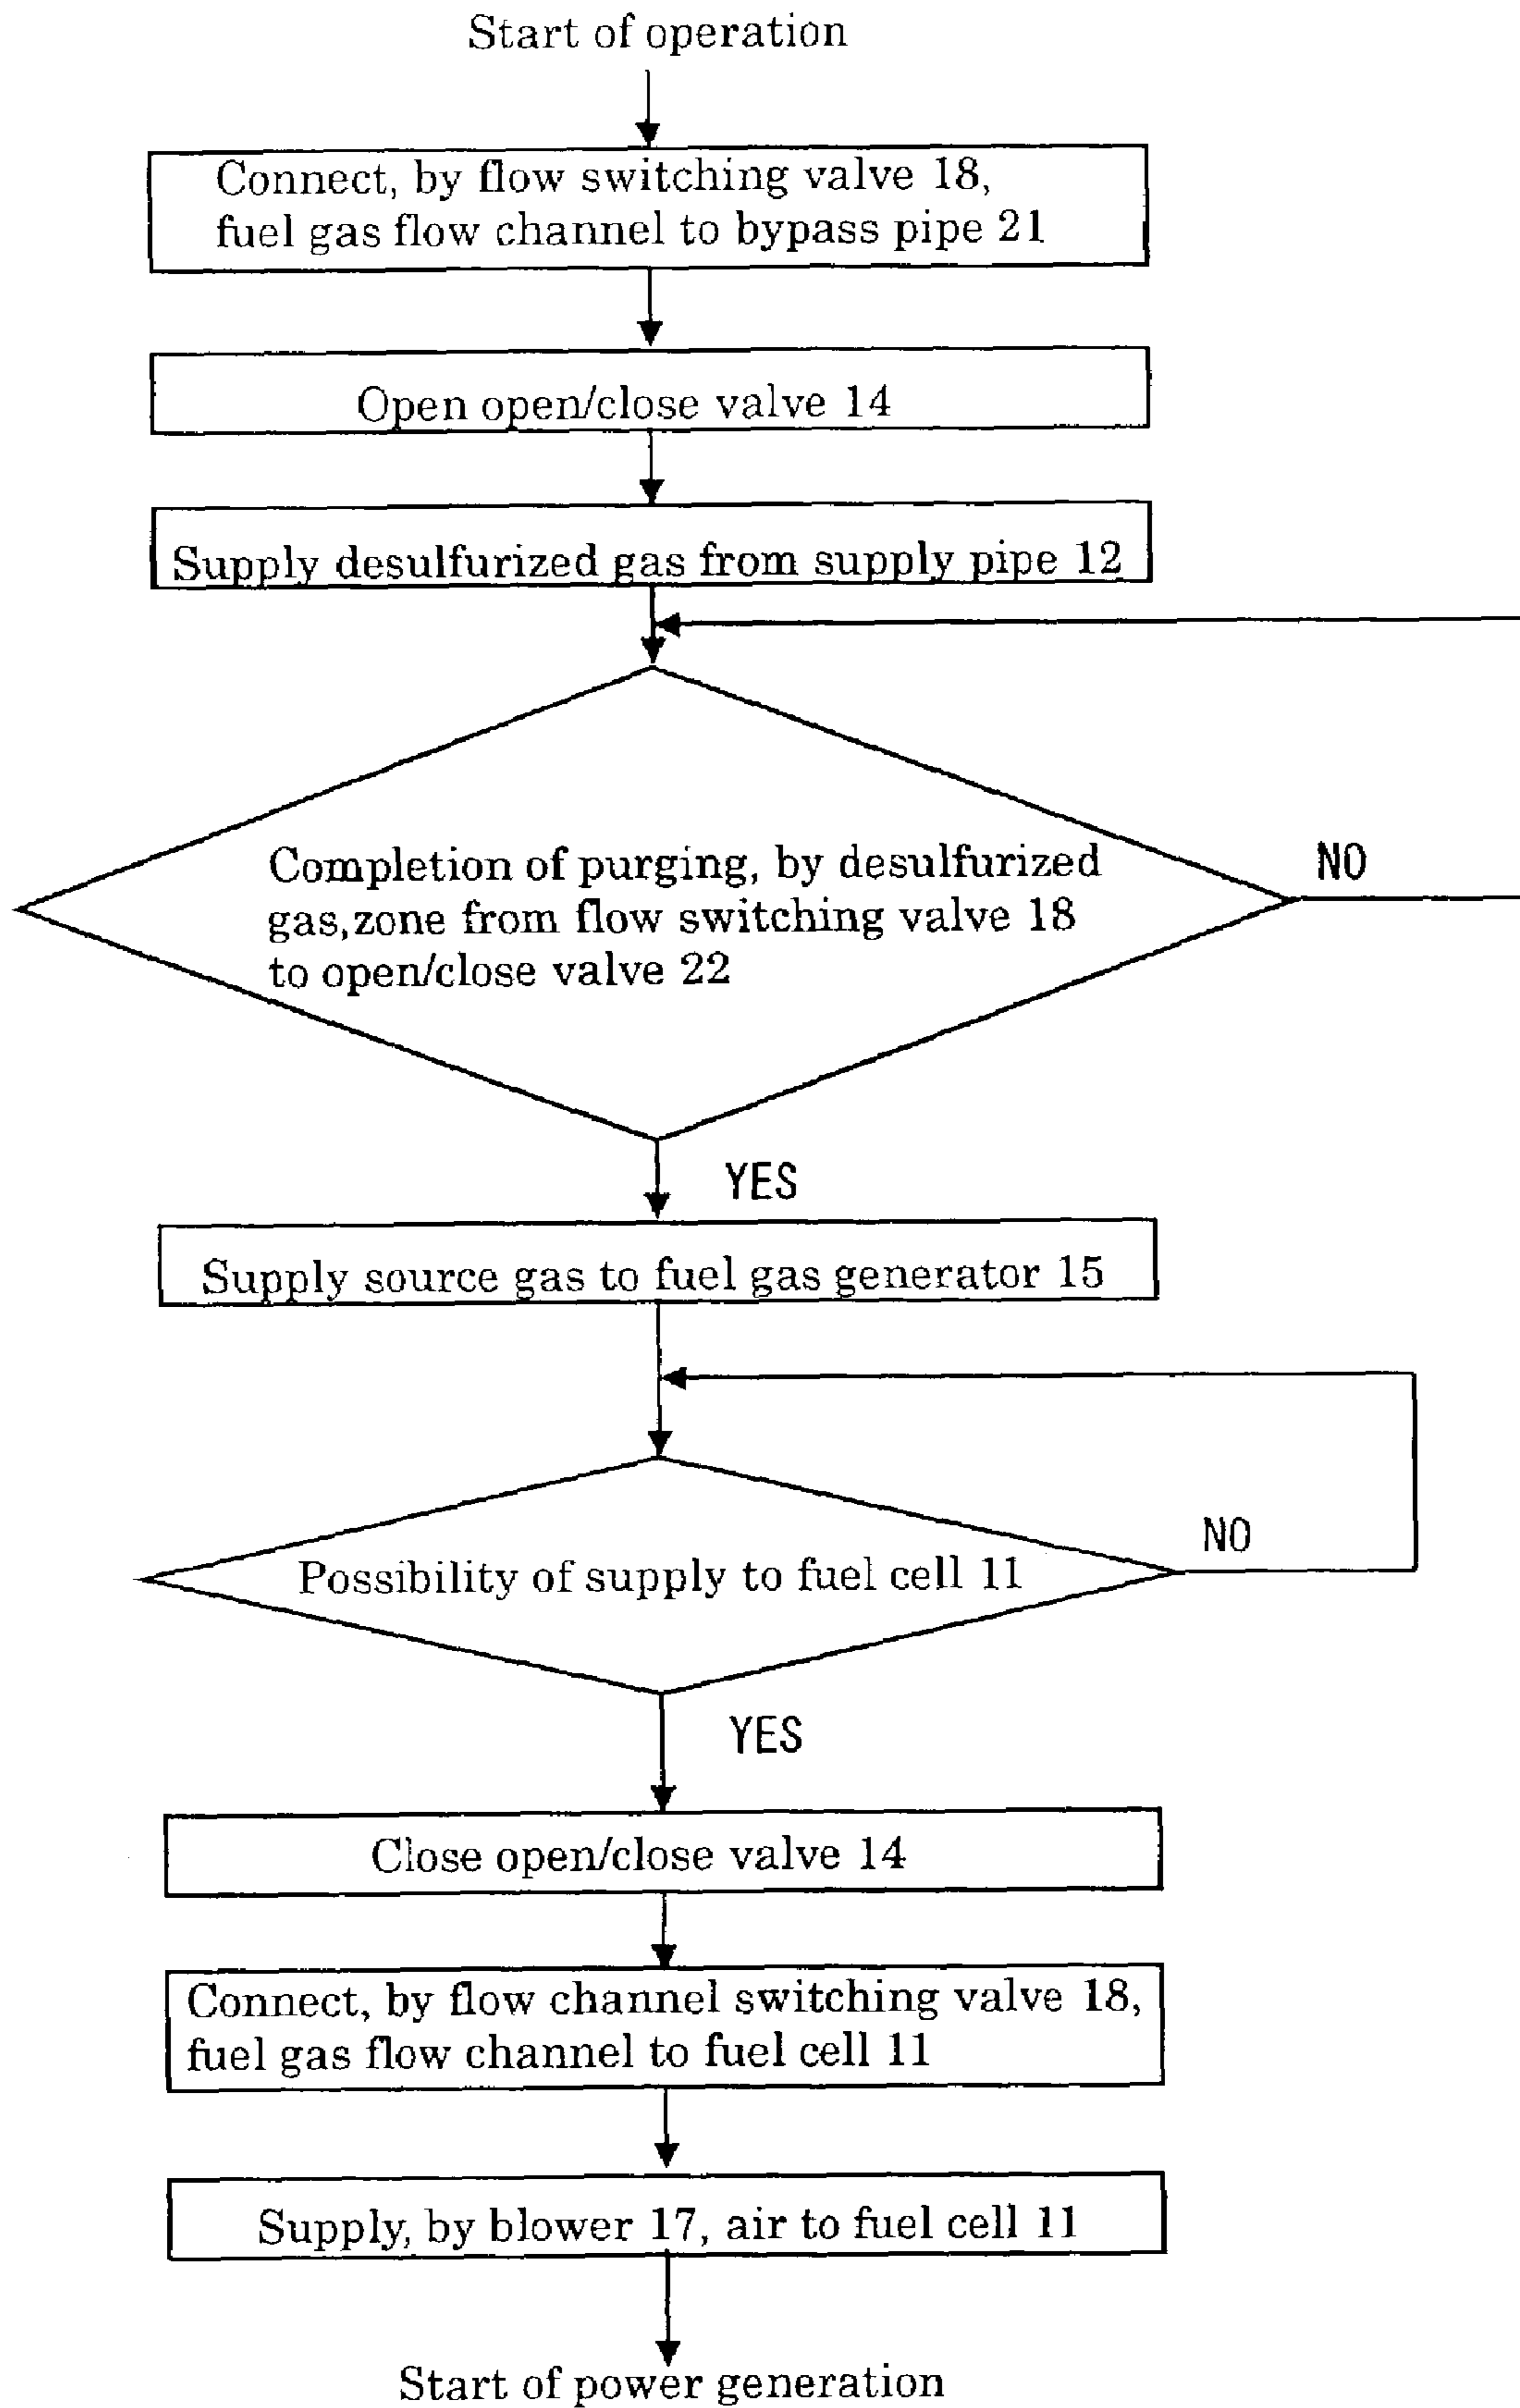 Start of operation
Connect, by flow switching valve 18,
fuel gas flow channel to bypass pipe 21
Open open/close valve 14
Supply desulfurized gas from supply pipe 12
Completion of purging, by desulfurized
gas, zone from flow switching valve 18
to open/close valve 22
NO
YES
Supply source gas to fuel gas generator 15
Possibility of supply to fuel cell 11
NO
YES
Close open/close valve 14
Connect, by flow channel switching valve 18,
fuel gas flow channel to fuel cell 11
Supply, by blower 17, air to fuel cell 11
Start of power generation